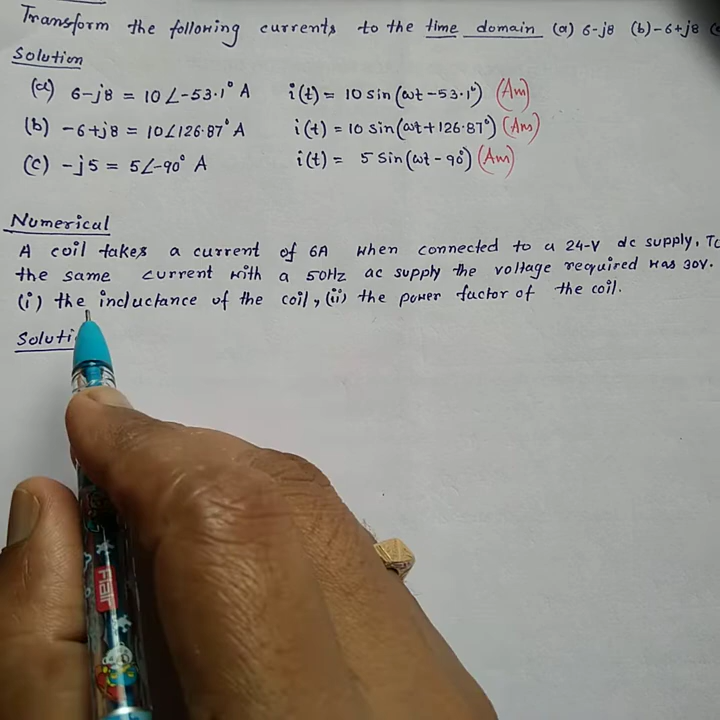 Transform the following currents to the time domain (a) 6-j8 (b) -6+j8 (
Solution
(a) 6-j8 = 10∠-53.1° A i(t) = 10 sin(ωt-53.1°) (Ans)
(b) -6+j8 = 10∠126.87° A i(t) = 10 sin(ωt+126.87°) (Ans)
(c) -j5 = 5∠-90° A i(t) = 5 sin(ωt-90°) (Ans)
Numerical
A coil takes a current of 6A when connected to a 24-V dc supply. To
the same current with a 50Hz ac supply the voltage required was 30V.
(i) the inductance of the coil, (ii) the power factor of the coil.
Soluti
Flair